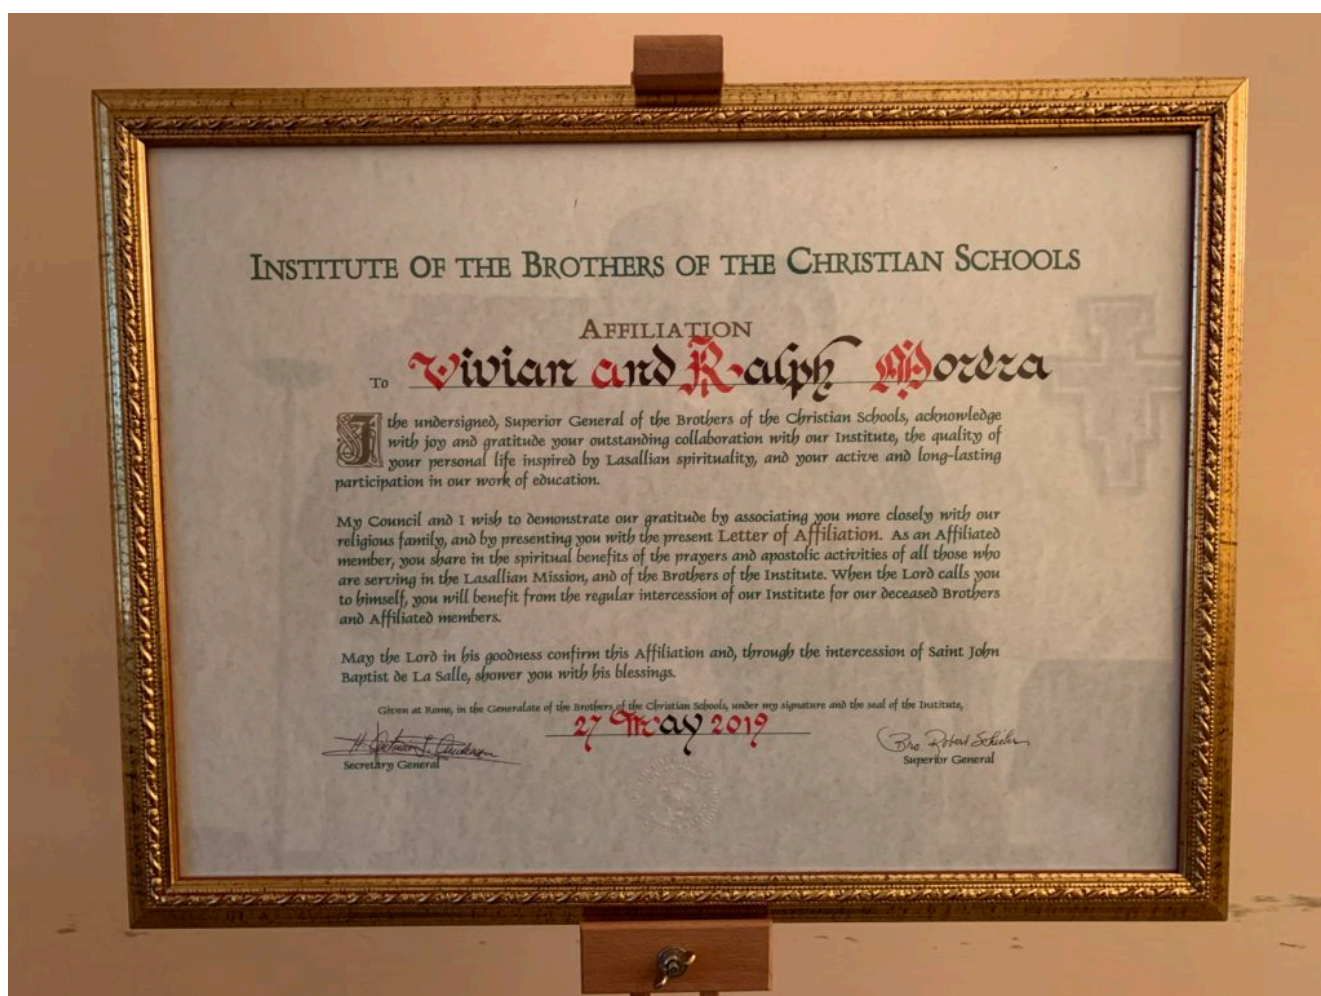 INSTITUTE OF THE BROTHERS OF THE CHRISTIAN SCHOOLS
AFFILIATION
TO Vivian and Ralph Morera
I the undersigned, Superior General of the Brothers of the Christian Schools, acknowledge
with joy and gratitude your outstanding collaboration with our Institute, the quality of
your personal life inspired by Lasallian spirituality, and your active and long-lasting
participation in our work of education.
My Council and I wish to demonstrate our gratitude by associating you more closely with our
religious family, and by presenting you with the present Letter of Affiliation. As an Affiliated
member, you share in the spiritual benefits of the prayers and apostolic activities of all those who
are serving in the Lasallian Mission, and of the Brothers of the Institute. When the Lord calls you
to himself, you will benefit from the regular intercession of our Institute for our deceased Brothers
and Affiliated members.
May the Lord in his goodness confirm this Affiliation and, through the intercession of Saint John
Baptist de La Salle, shower you with his blessings.
Given at Rome, in the Generalate of the Brothers of the Christian Schools, under my signature and the seal of the Institute,
27 May 2019
Bro. Robert Schieler
Secretary General
Superior General